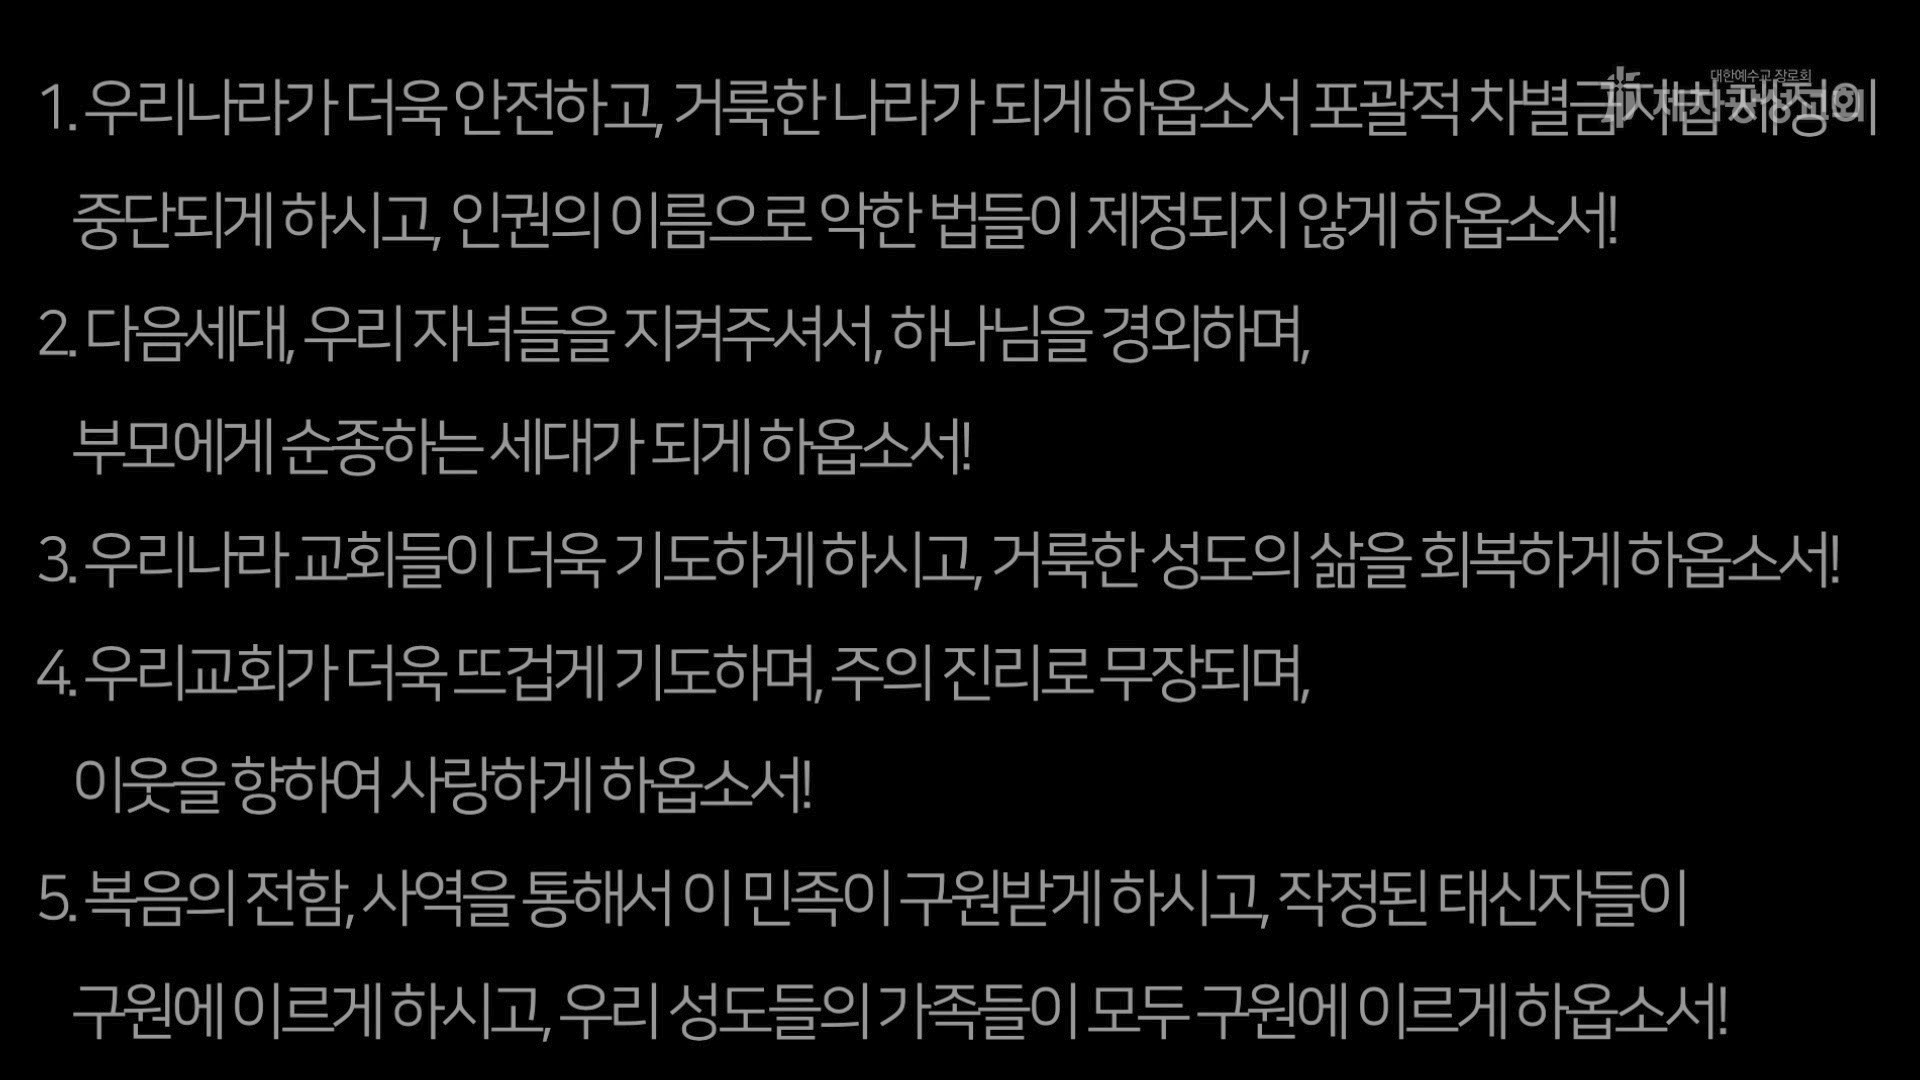 대한예수교 장로회
1. 우리나라가 더욱 안전하고, 거룩한 나라가 되게 하옵소서 포괄적 차별금지법 제정이
중단되게 하시고, 인권의 이름으로 악한 법들이 제정되지 않게 하옵소서!
2. 다음세대, 우리 자녀들을 지켜주셔서, 하나님을 경외하며,
부모에게 순종하는 세대가 되게 하옵소서!
3. 우리나라 교회들이 더욱 기도하게 하시고, 거룩한 성도의 삶을 회복하게 하옵소서!
4. 우리교회가 더욱 뜨겁게 기도하며, 주의 진리로 무장되며,
이웃을 향하여 사랑하게 하옵소서!
5. 복음의 전함, 사역을 통해서 이 민족이 구원받게 하시고, 작정된 태신자들이
구원에 이르게 하시고, 우리 성도들의 가족들이 모두 구원에 이르게 하옵소서!